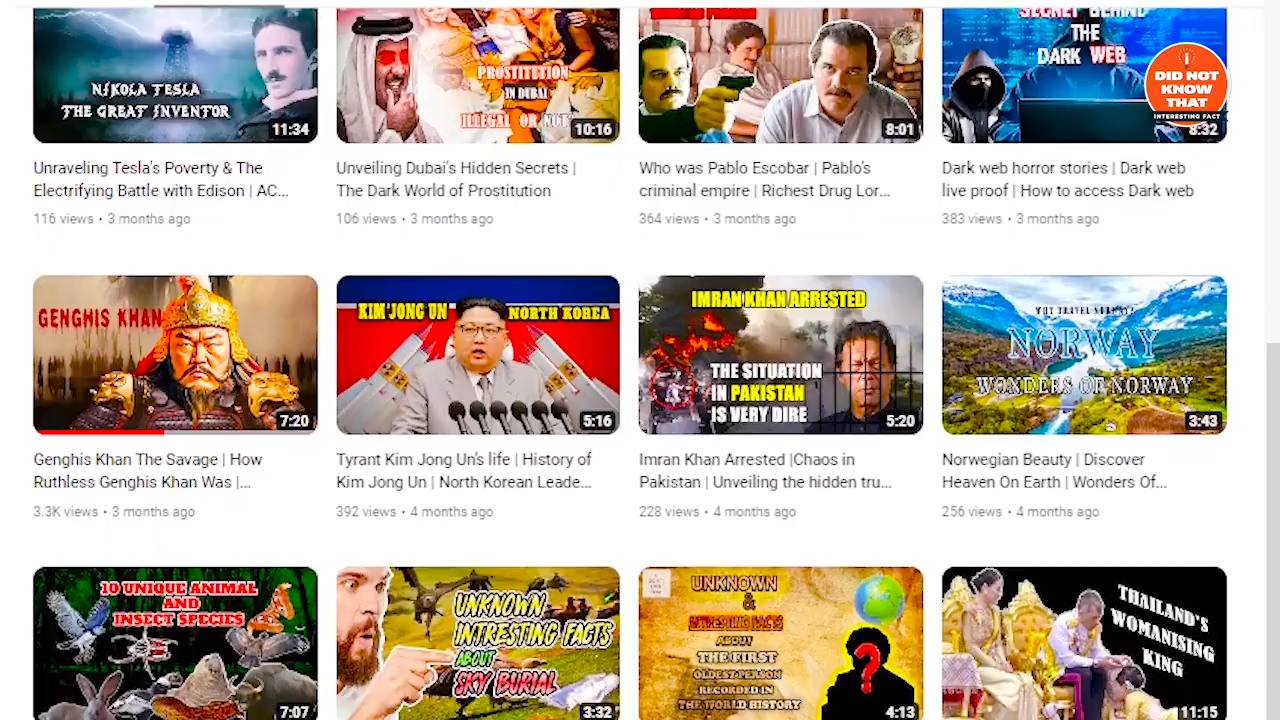 SECRET BEHIND
THE
DARK WEB
NIKOLA TESLA
THE GREAT INVENTOR
11:34
PROSTITUTION
IN DUBAI
ILLEGAL OR NOT?
10:16
8:01
DID NOT
KNOW
THAT
INTERESTING FACT
8:32
Unraveling Tesla's Poverty & The
Electrifying Battle with Edison | AC...
116 views • 3 months ago
Unveiling Dubai's Hidden Secrets |
The Dark World of Prostitution
106 views • 3 months ago
Who was Pablo Escobar | Pablo's
criminal empire | Richest Drug Lor...
364 views • 3 months ago
Dark web horror stories | Dark web
live proof | How to access Dark web
383 views • 3 months ago
GENGHIS KHAN
7:20
KIM JONG UN
NORTH KOREA
5:16
IMRAN KHAN ARRESTED
THE SITUATION
IN PAKISTAN
IS VERY DIRE
5:20
WHY TRAVEL NORWAY?
NORWAY
WONDERS OF NORWAY
3:43
Genghis Khan The Savage | How
Ruthless Genghis Khan Was |...
3.3K views • 3 months ago
Tyrant Kim Jong Un's life | History of
Kim Jong Un | North Korean Leade...
392 views • 4 months ago
Imran Khan Arrested |Chaos in
Pakistan | Unveiling the hidden tru...
228 views • 4 months ago
Norwegian Beauty | Discover
Heaven On Earth | Wonders Of...
256 views • 4 months ago
10 UNIQUE ANIMAL
AND
INSECT SPECIES
7:07
UNKNOWN
INTRESTING FACTS
ABOUT
SKY BURIAL
3:32
UNKNOWN
&
INTRESTING FACTS
ABOUT
THE FIRST
OLDEST PERSON
RECORDED IN
THE WORLD HISTORY
?
4:13
THAILAND'S
WOMANISING
KING
11:15